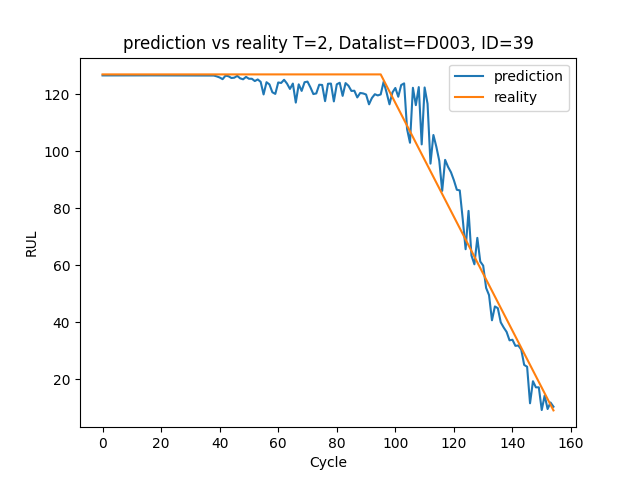 prediction vs reality T=2, Datalist=FD003, ID=39
prediction
reality
RUL
120
100
80
60
40
20
0 20 40 60 80 100 120 140 160
Cycle